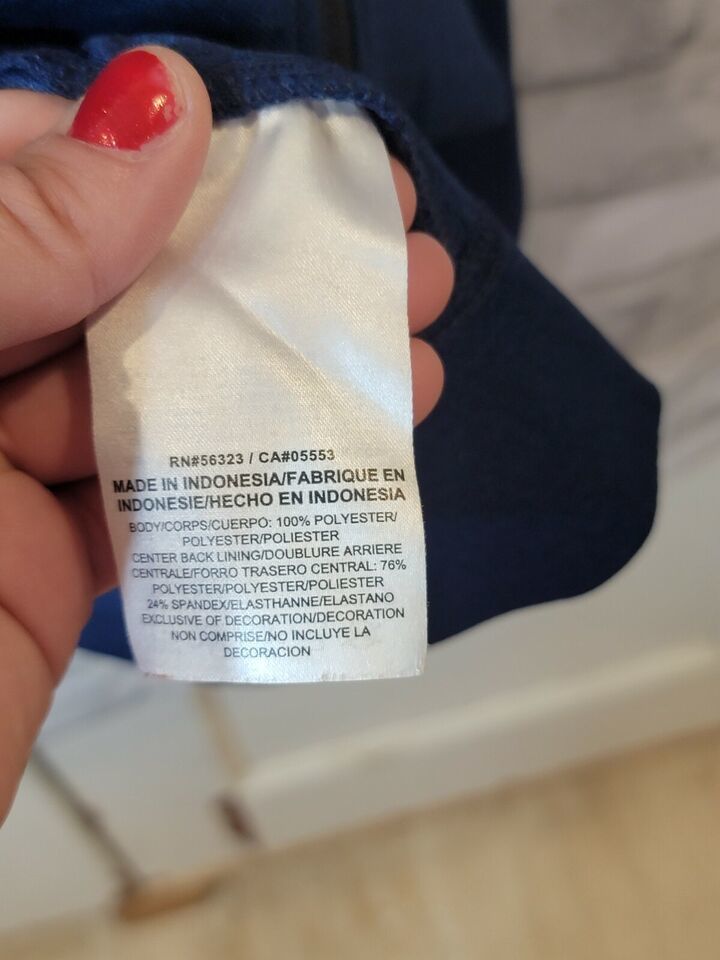 RN#56323 / CA#05553
MADE IN INDONESIA/FABRIQUE EN
INDONESIE/HECHO EN INDONESIA
BODY/CORPS/CUERPO: 100% POLYESTER/
POLYESTER/POLIESTER
CENTER BACK LINING/DOUBLURE ARRIERE
CENTRALE/FORRO TRASERO CENTRAL: 76%
POLYESTER/POLYESTER/POLIESTER
24% SPANDEX/ELASTHANNE/ELASTANO
EXCLUSIVE OF DECORATION/DECORATION
NON COMPRISE/NO INCLUYE LA
DECORACION